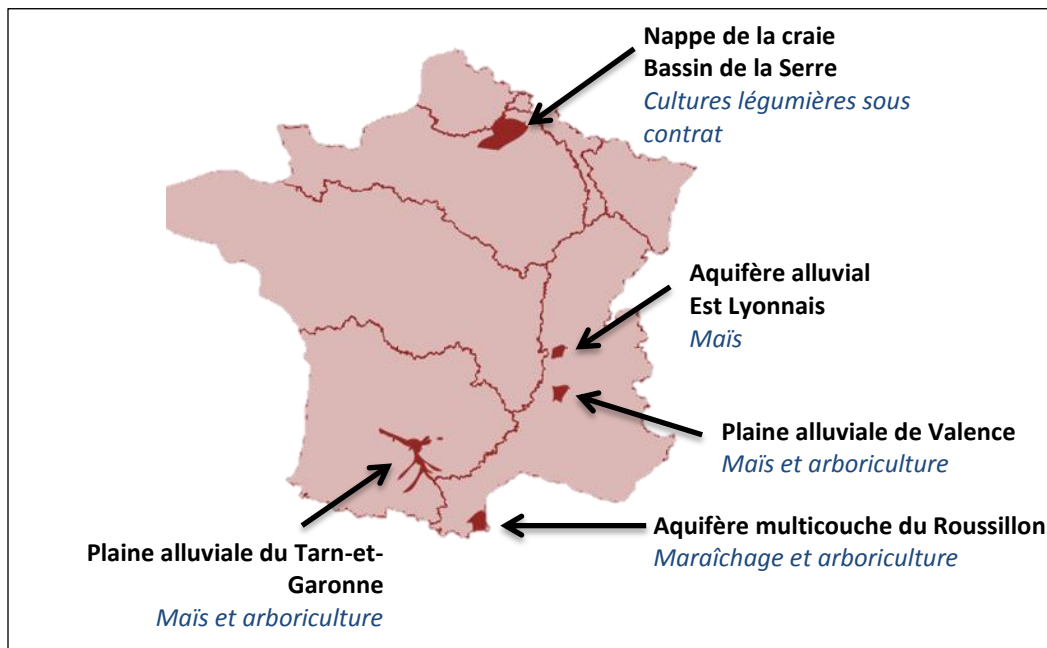 Nappe de la craie
Bassin de la Serre
Cultures légumières sous
contrat
Aquifère alluvial
Est Lyonnais
Maïs
Plaine alluviale de Valence
Maïs et arboriculture
Aquifère multicouche du Roussillon
Maraîchage et arboriculture
Plaine alluviale du Tarn-et-
Garonne
Maïs et arboriculture